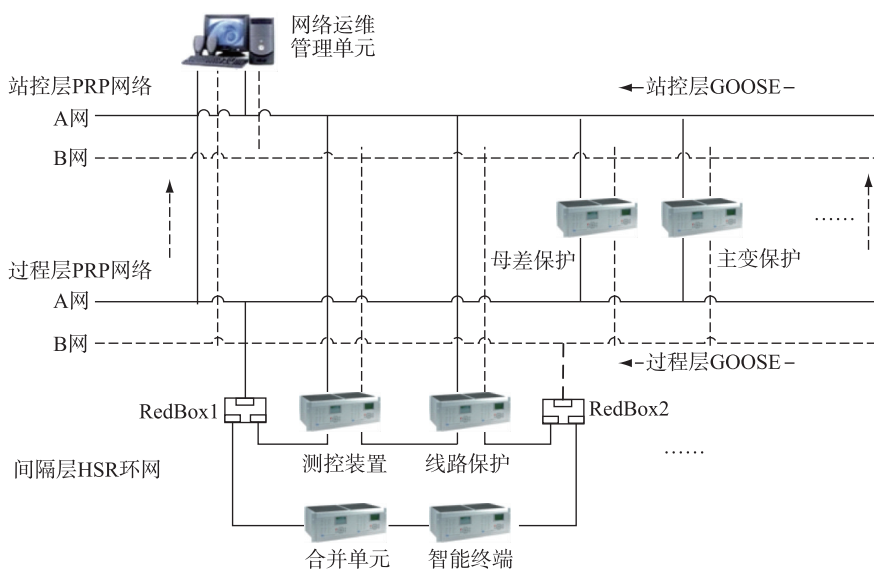 网络运维
管理单元
站控层PRP网络
站控层GOOSE
A网
B网
母差保护
主变保护
……
过程层PRP网络
A网
B网
过程层GOOSE
RedBox1
RedBox2
测控装置
线路保护
……
间隔层HSR环网
合并单元
智能终端